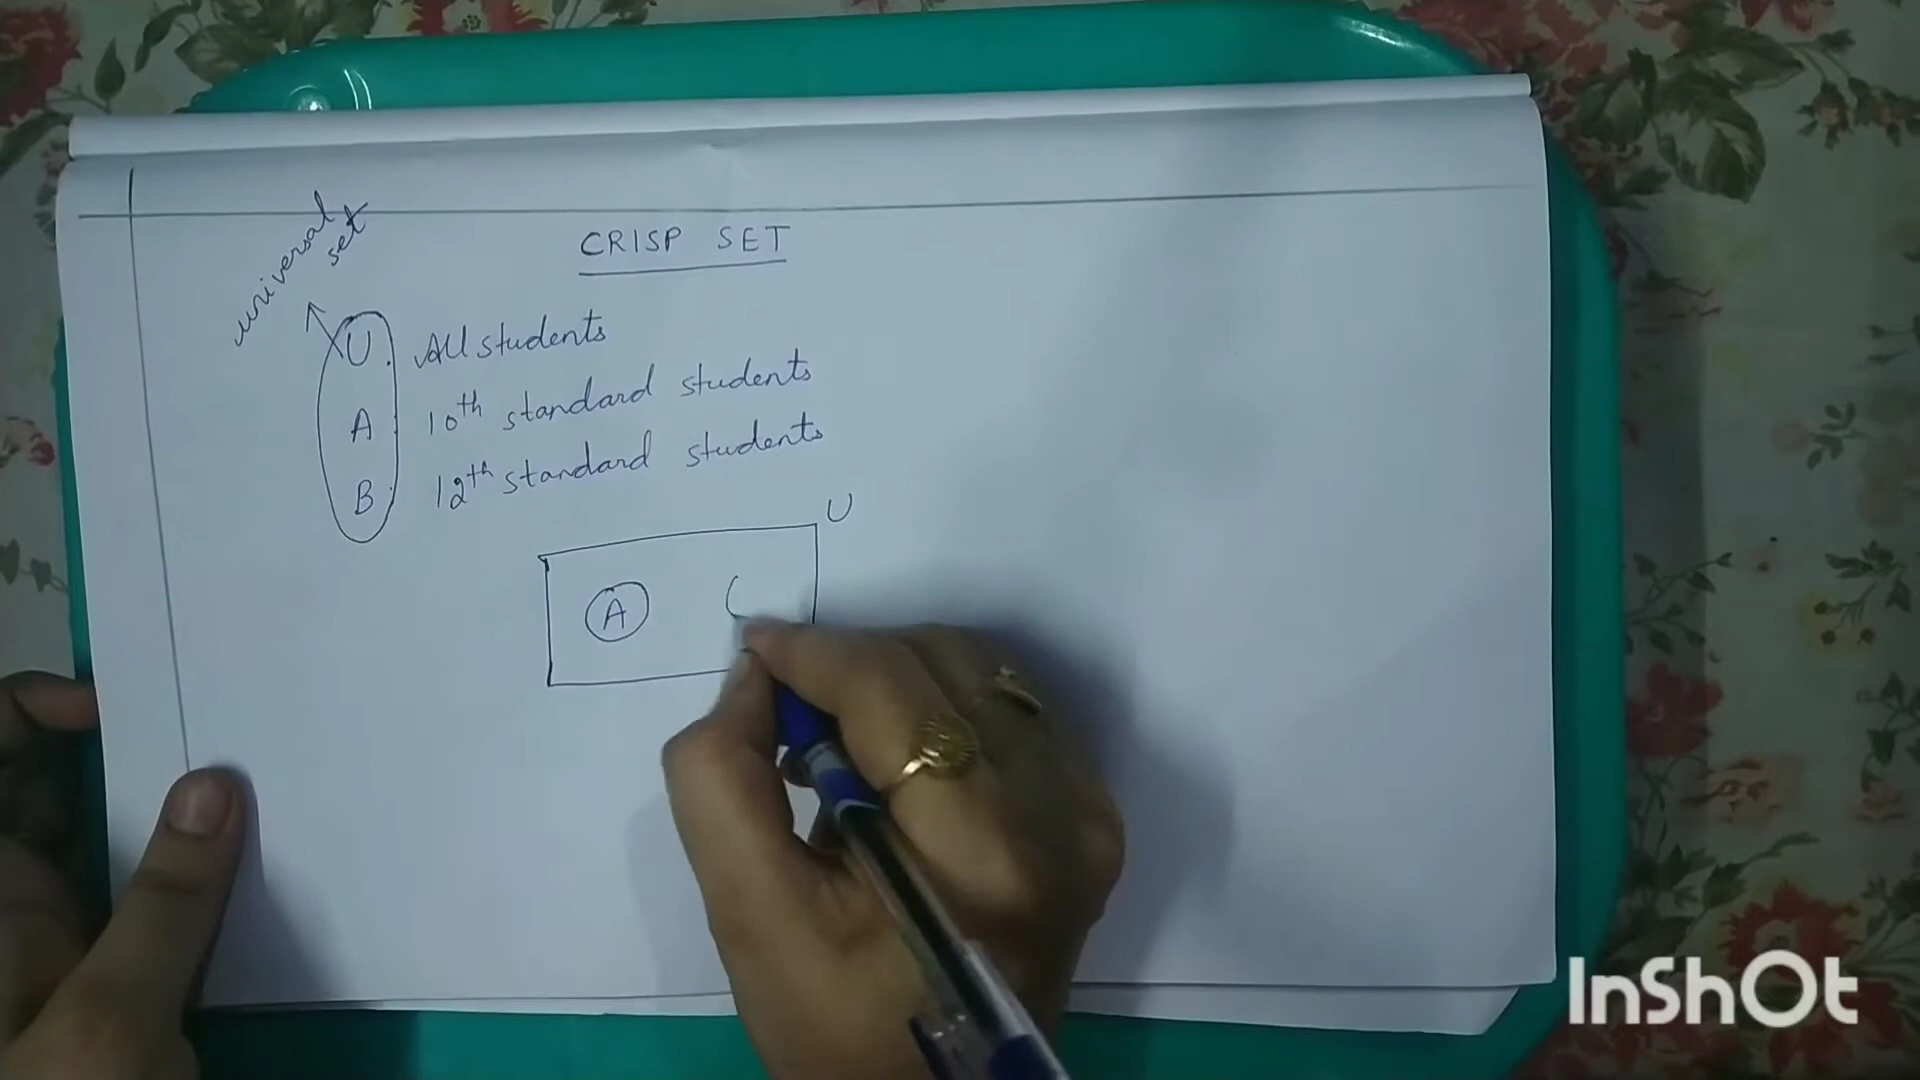 universal
set
CRISP SET
U. All students
A : 10th standard students
B : 12th standard students
U
A
InShOt